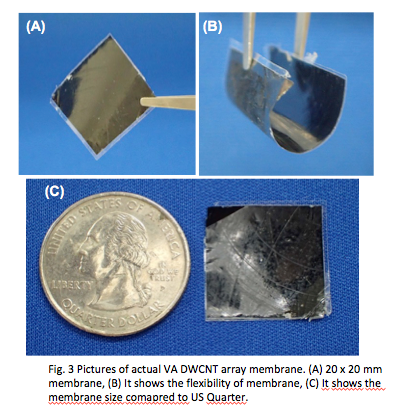 (A)
(B)
(C)
UNITED STATES OF AMERICA
LIBERTY
QUARTER DOLLAR
Fig. 3 Pictures of actual VA DWCNT array membrane. (A) 20 x 20 mm
membrane, (B) It shows the flexibility of membrane, (C) It shows the
membrane size comapred to US Quarter.